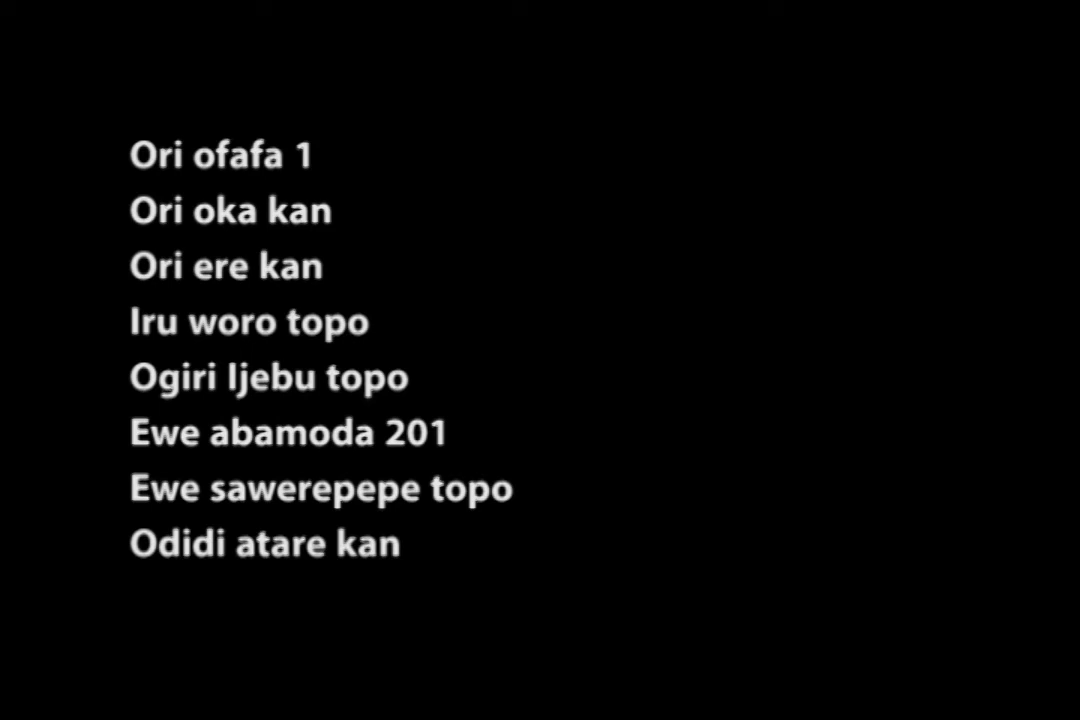 Ori ofafa 1
Ori oka kan
Ori ere kan
Iru woro topo
Ogiri Ijebu topo
Ewe abamoda 201
Ewe sawerepepe topo
Odidi atare kan